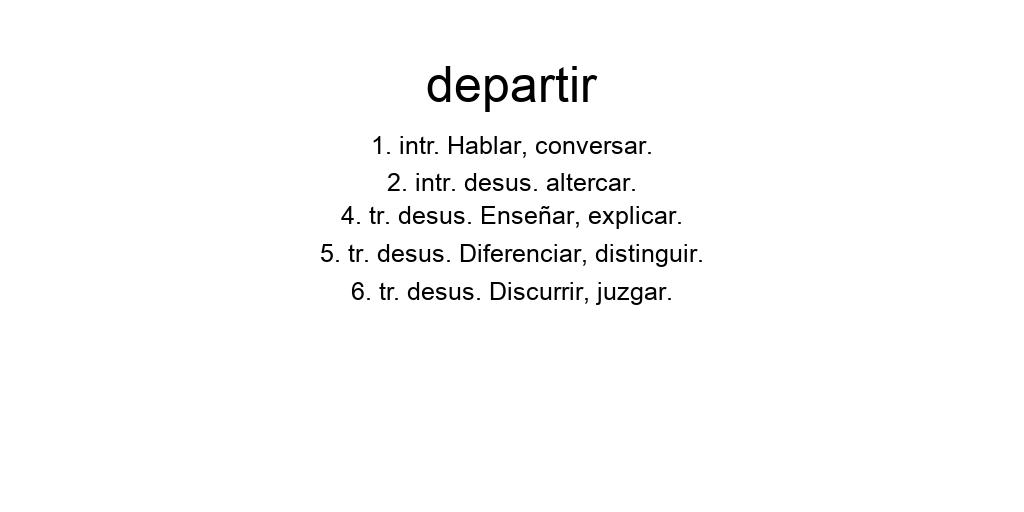 departir
1. intr. Hablar, conversar.
2. intr. desus. altercar.
4. tr. desus. Enseñar, explicar.
5. tr. desus. Diferenciar, distinguir.
6. tr. desus. Discurrir, juzgar.